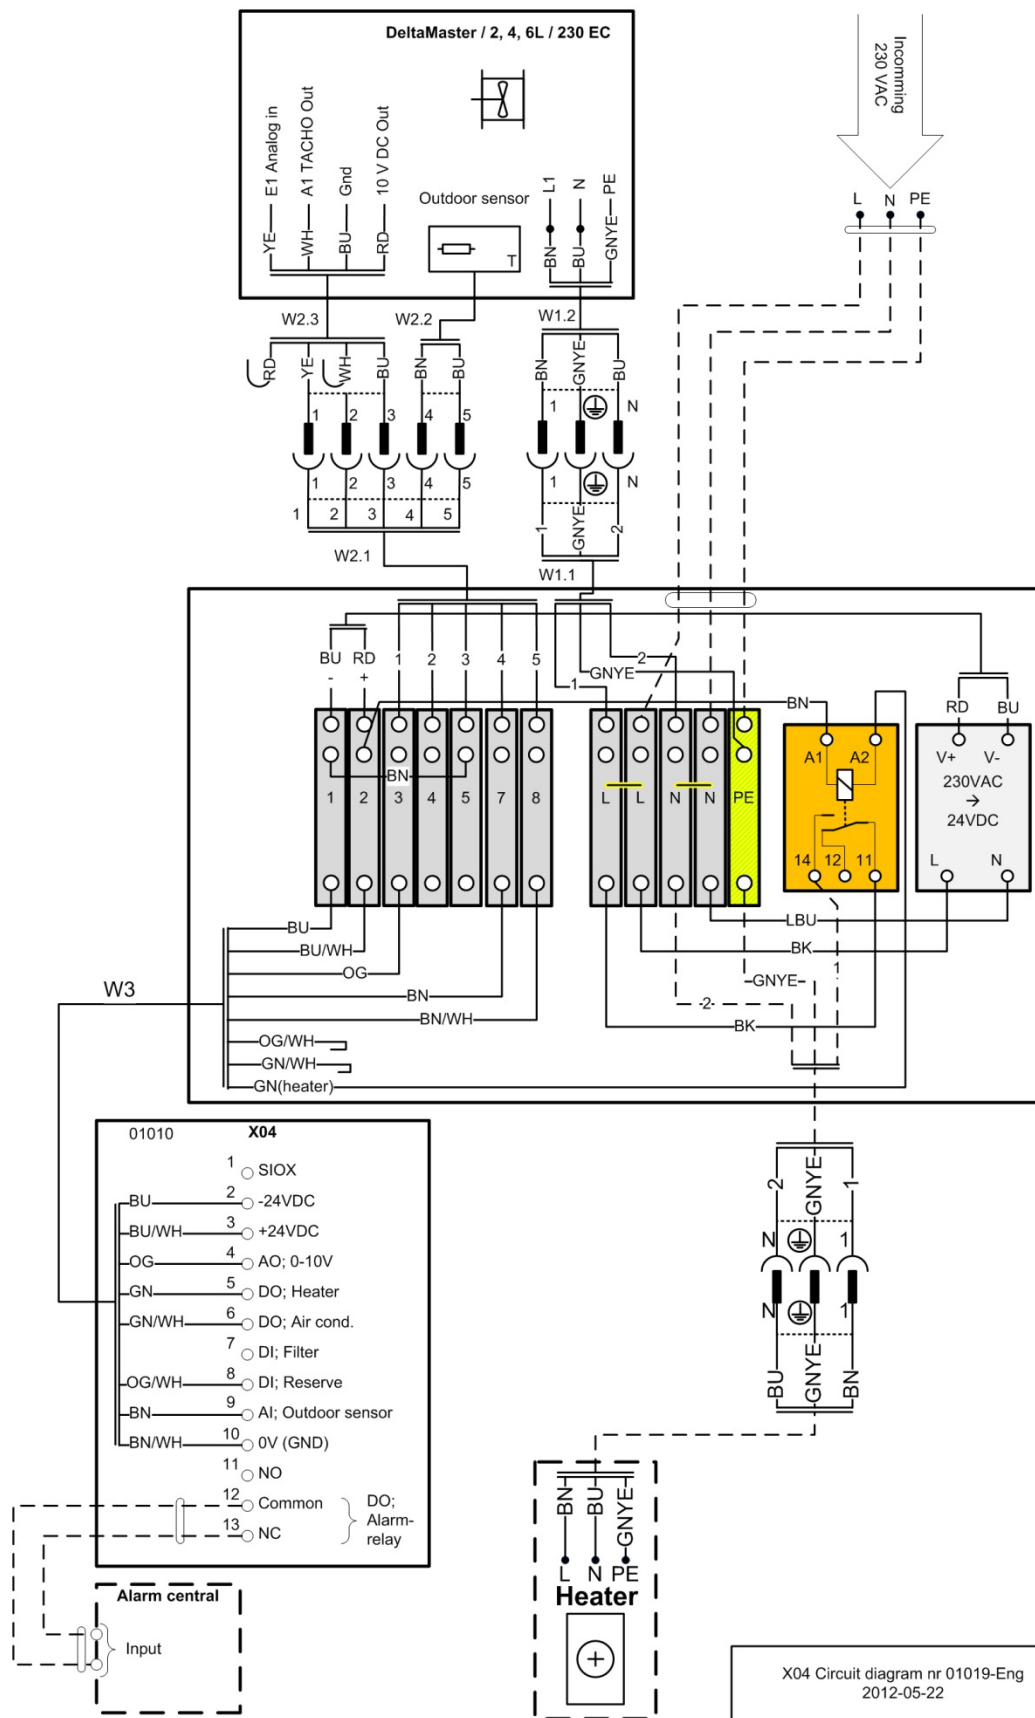 DeltaMaster / 2, 4, 6L / 230 EC
Incomming
230 VAC
E1 Analog in
A1 TACHO Out
Gnd
10 V DC Out
YE
WH
BU
RD
Outdoor sensor
T
L1
N
PE
BN
BU
GNYE
L N PE
W2.3
W2.2
W1.2
RD
YE
WH
BU
BN
BU
BN
GNYE
BU
1 2 3 4 5
1 N
1 2 3 4 5
1 N
1 2 3 4 5
1
GNYE
2
W2.1
W1.1
BU RD
- +
1 2 3 4 5
1
GNYE
2
BN
RD BU
BN
A1 A2
V+ V-
230VAC
→
24VDC
1 2 3 4 5 7 8
L L N N PE
14 12 11
L N
BU
BU/WH
OG
BN
BN/WH
OG/WH
GN/WH
GN(heater)
LBU
BK
GNYE
2
1
BK
W3
01010 X04
1 SIOX
BU 2 -24VDC
BU/WH 3 +24VDC
OG 4 AO; 0-10V
GN 5 DO; Heater
GN/WH 6 DO; Air cond.
7 DI; Filter
OG/WH 8 DI; Reserve
BN 9 AI; Outdoor sensor
BN/WH 10 0V (GND)
11 NO
12 Common
13 NC
DO;
Alarm-
relay
Alarm central
Input
2
GNYE
1
N 1
N 1
BU
GNYE
BN
BN
BU
GNYE
L N PE
Heater
X04 Circuit diagram nr 01019-Eng
2012-05-22